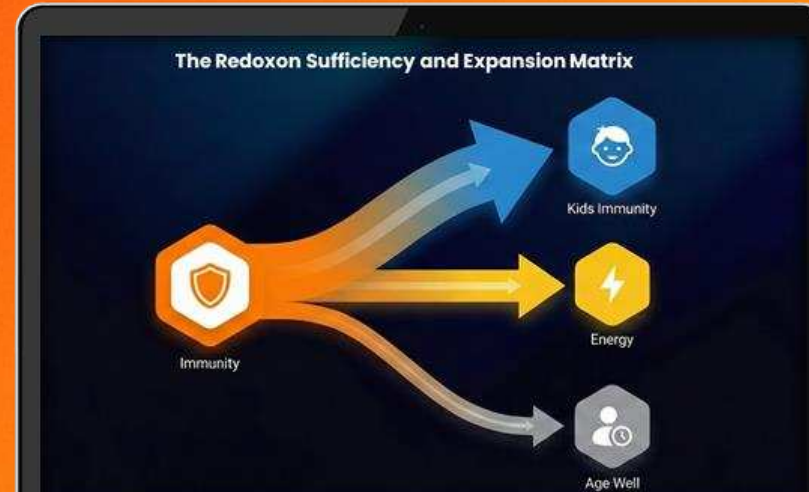 The Redoxon Sufficiency and Expansion Matrix
Kids Immunity
Energy
Immunity
Age Well